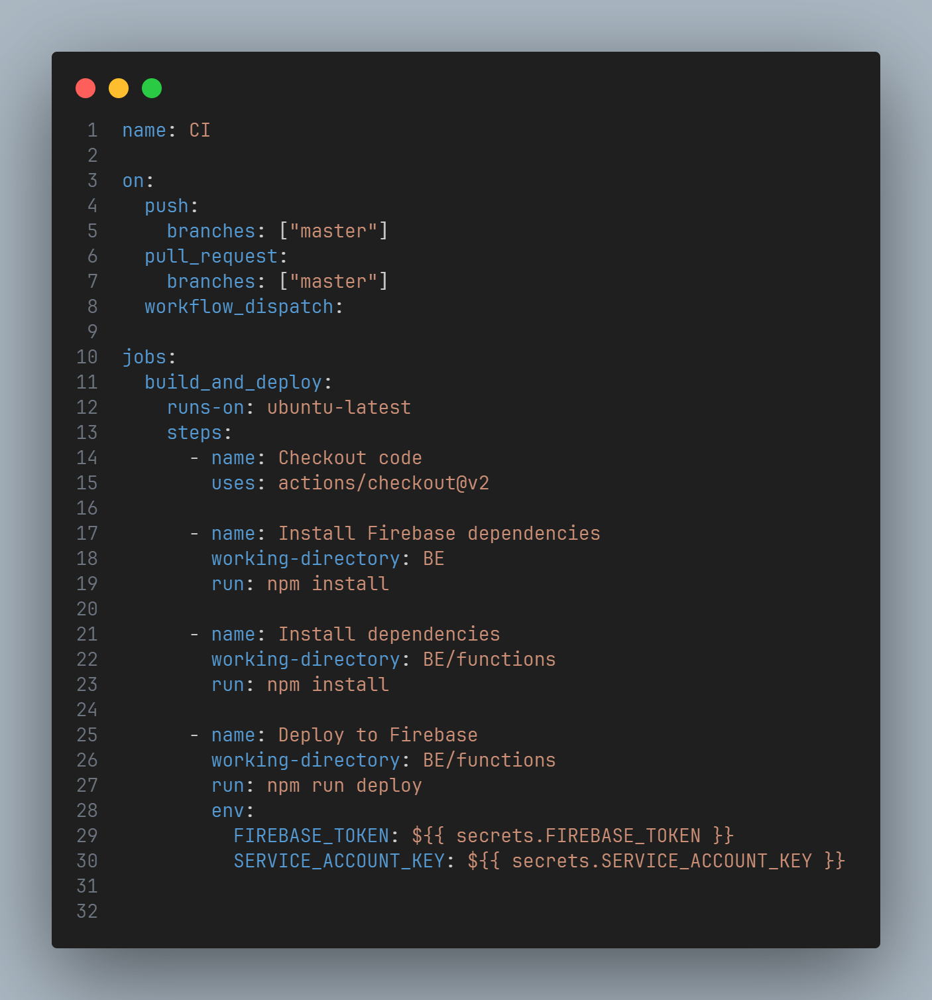 1 name: CI
2
3 on:
4   push:
5     branches: ["master"]
6   pull_request:
7     branches: ["master"]
8   workflow_dispatch:
9
10 jobs:
11   build_and_deploy:
12     runs-on: ubuntu-latest
13     steps:
14       - name: Checkout code
15         uses: actions/checkout@v2
16
17       - name: Install Firebase dependencies
18         working-directory: BE
19         run: npm install
20
21       - name: Install dependencies
22         working-directory: BE/functions
23         run: npm install
24
25       - name: Deploy to Firebase
26         working-directory: BE/functions
27         run: npm run deploy
28         env:
29           FIREBASE_TOKEN: ${{ secrets.FIREBASE_TOKEN }}
30           SERVICE_ACCOUNT_KEY: ${{ secrets.SERVICE_ACCOUNT_KEY }}
31
32